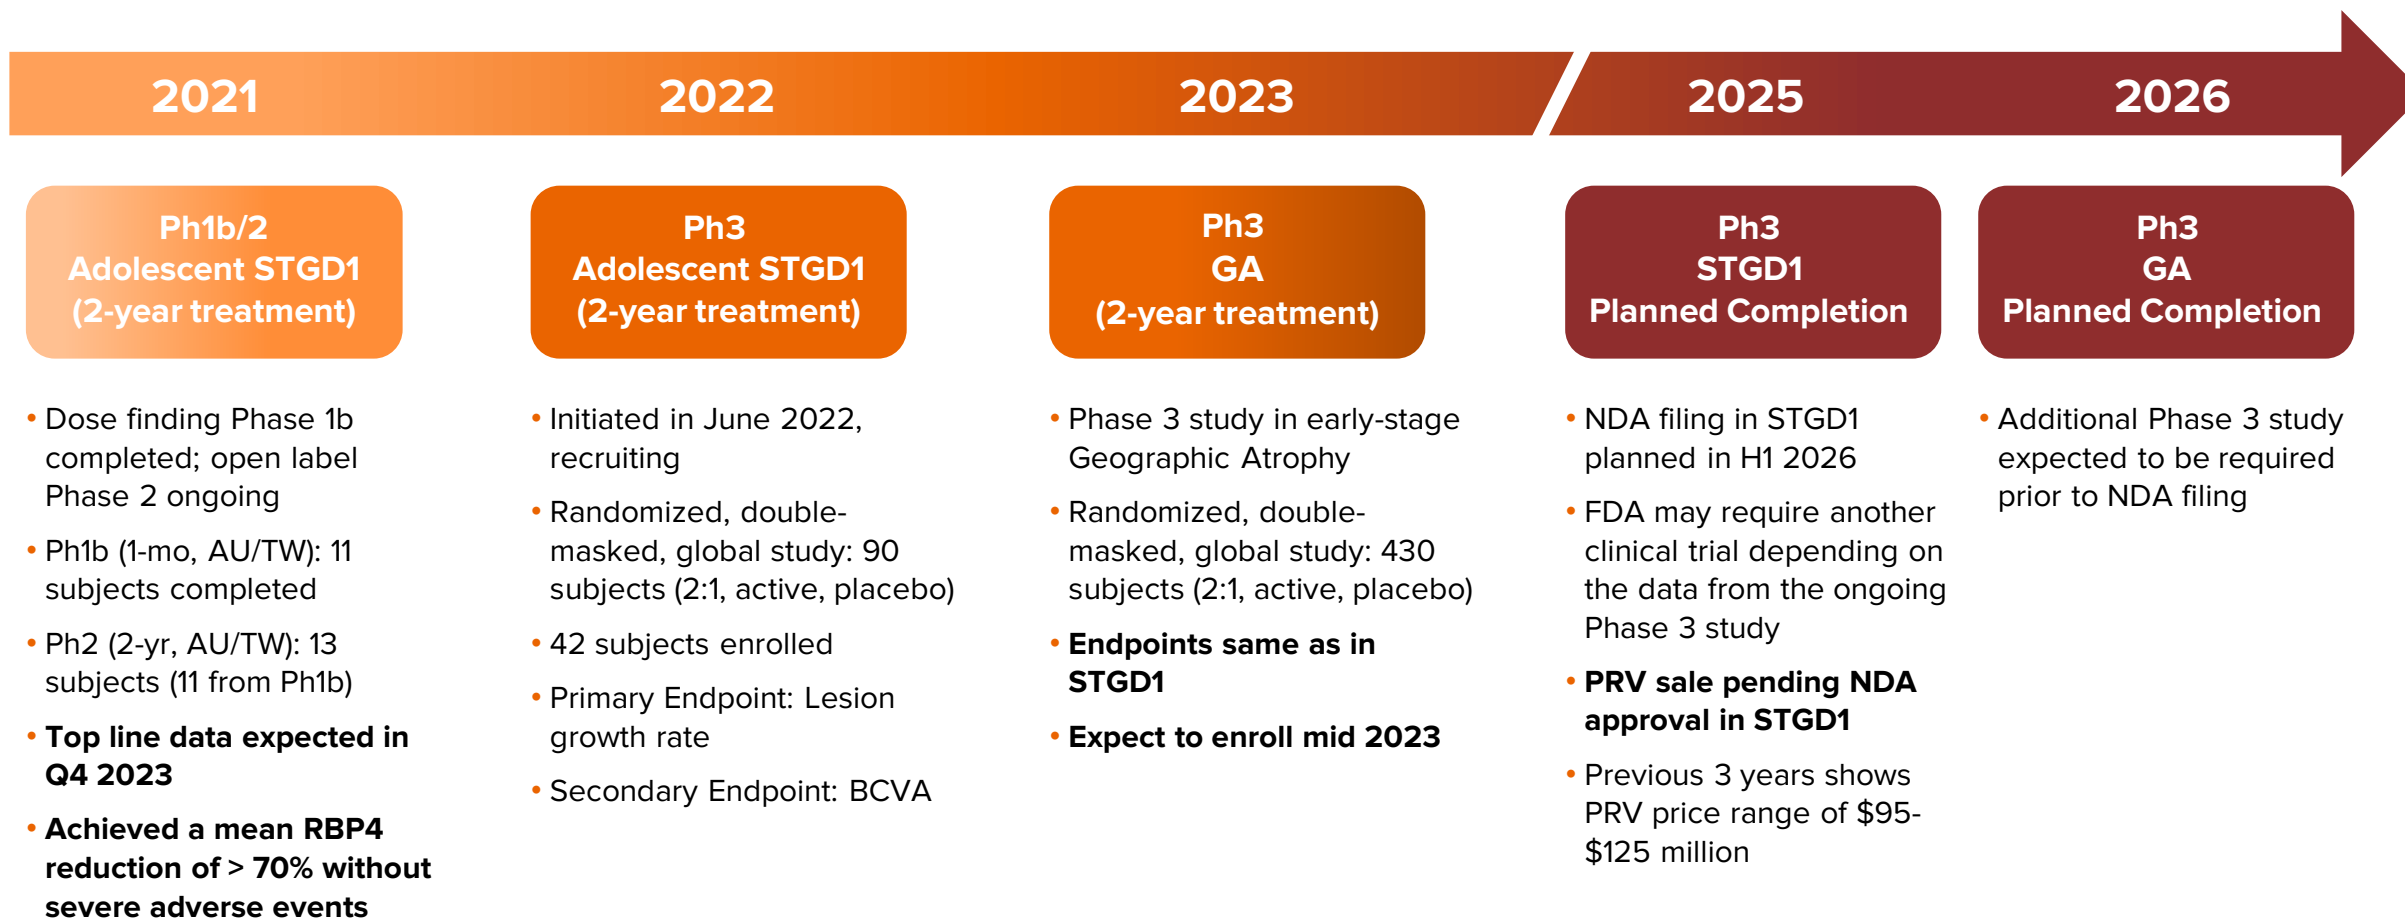 2021
2022
2023
2025
2026
Ph1b/2
Adolescent STGD1
(2-year treatment)
• Dose finding Phase 1b
completed; open label
Phase 2 ongoing
• Ph1b (1-mo, AU/TW): 11
subjects completed
• Ph2 (2-yr, AU/TW): 13
subjects (11 from Ph1b)
• Top line data expected in
Q4 2023
• Achieved a mean RBP4
reduction of > 70% without
severe adverse events
Ph3
Adolescent STGD1
(2-year treatment)
• Initiated in June 2022,
recruiting
• Randomized, double-
masked, global study: 90
subjects (2:1, active, placebo)
• 42 subjects enrolled
• Primary Endpoint: Lesion
growth rate
• Secondary Endpoint: BCVA
Ph3
GA
(2-year treatment)
• Phase 3 study in early-stage
Geographic Atrophy
• Randomized, double-
masked, global study: 430
subjects (2:1, active, placebo)
• Endpoints same as in
STGD1
• Expect to enroll mid 2023
Ph3
STGD1
Planned Completion
• NDA filing in STGD1
planned in H1 2026
• FDA may require another
clinical trial depending on
the data from the ongoing
Phase 3 study
• PRV sale pending NDA
approval in STGD1
• Previous 3 years shows
PRV price range of $95-
$125 million
Ph3
GA
Planned Completion
• Additional Phase 3 study
expected to be required
prior to NDA filing